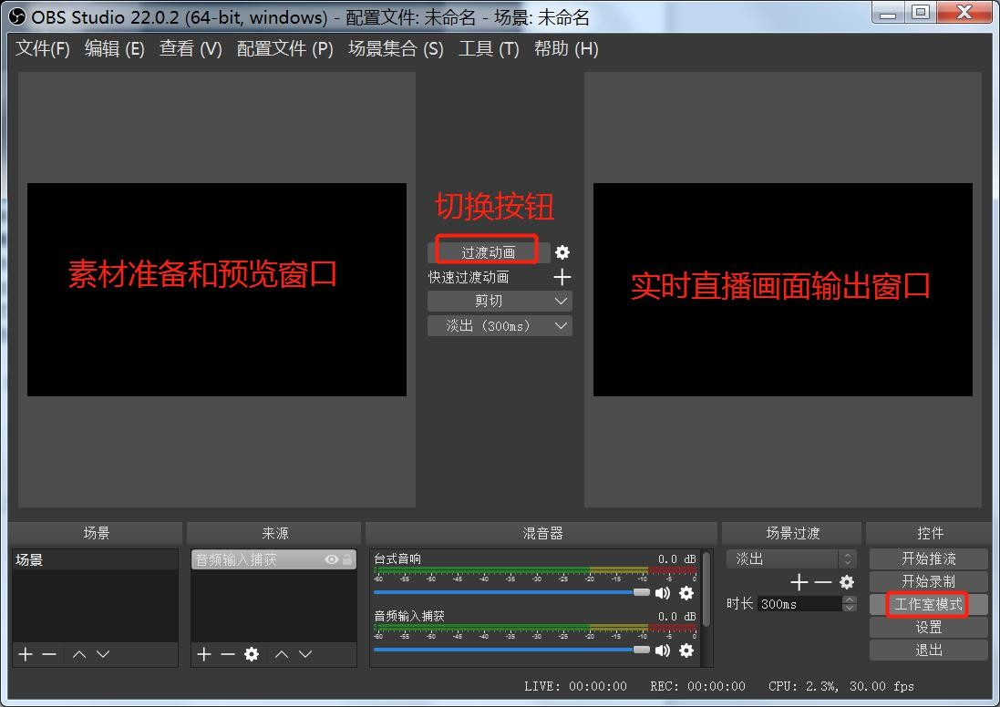 OBS Studio 22.0.2 (64-bit, windows) - 配置文件: 未命名 - 场景: 未命名
文件(F) 编辑 (E) 查看 (V) 配置文件 (P) 场景集合 (S) 工具 (T) 帮助 (H)
切换按钮
过渡动画
快速过渡动画
剪切
淡出 (300ms)
素材准备和预览窗口
实时直播画面输出窗口
场景
场景
来源
音频输入捕获
混音器
台式音响 0.0 dB
-60 -55 -50 -45 -40 -35 -30 -25 -20 -15 -10 -5 0
音频输入捕获 0.0 dB
-60 -55 -50 -45 -40 -35 -30 -25 -20 -15 -10 -5 0
场景过渡
淡出
时长 300ms
控件
开始推流
开始录制
工作室模式
设置
退出
LIVE: 00:00:00 REC: 00:00:00 CPU: 2.3%, 30.00 fps